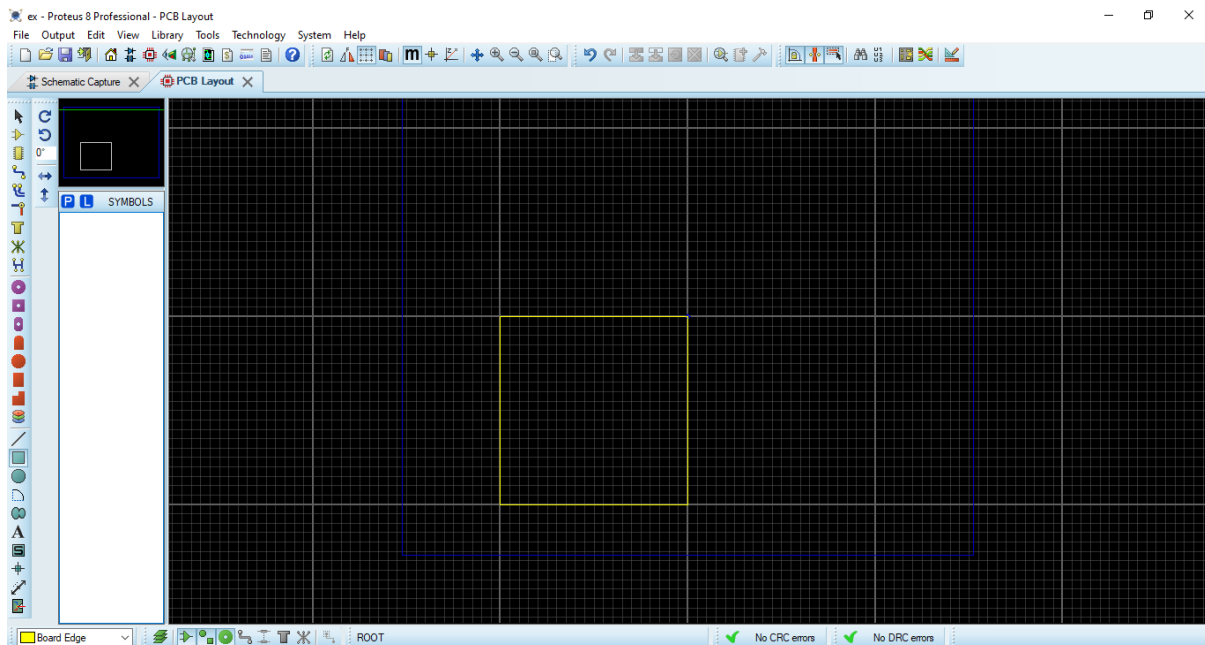 ex - Proteus 8 Professional - PCB Layout
File Output Edit View Library Tools Technology System Help
Schematic Capture PCB Layout
0°
P L SYMBOLS
Board Edge ROOT No CRC errors No DRC errors